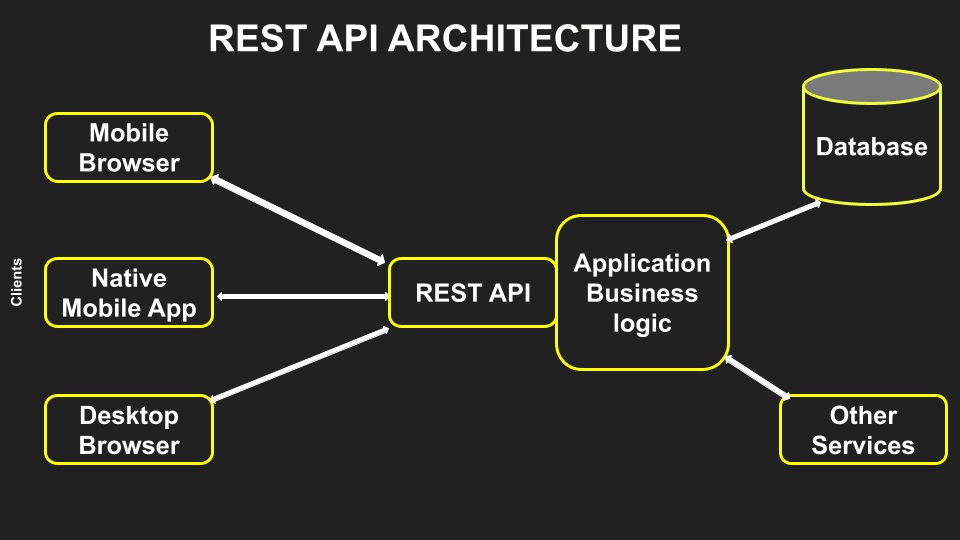 REST API ARCHITECTURE
Mobile
Browser
Clients
Native
Mobile App
Desktop
Browser
REST API
Application
Business
logic
Database
Other
Services